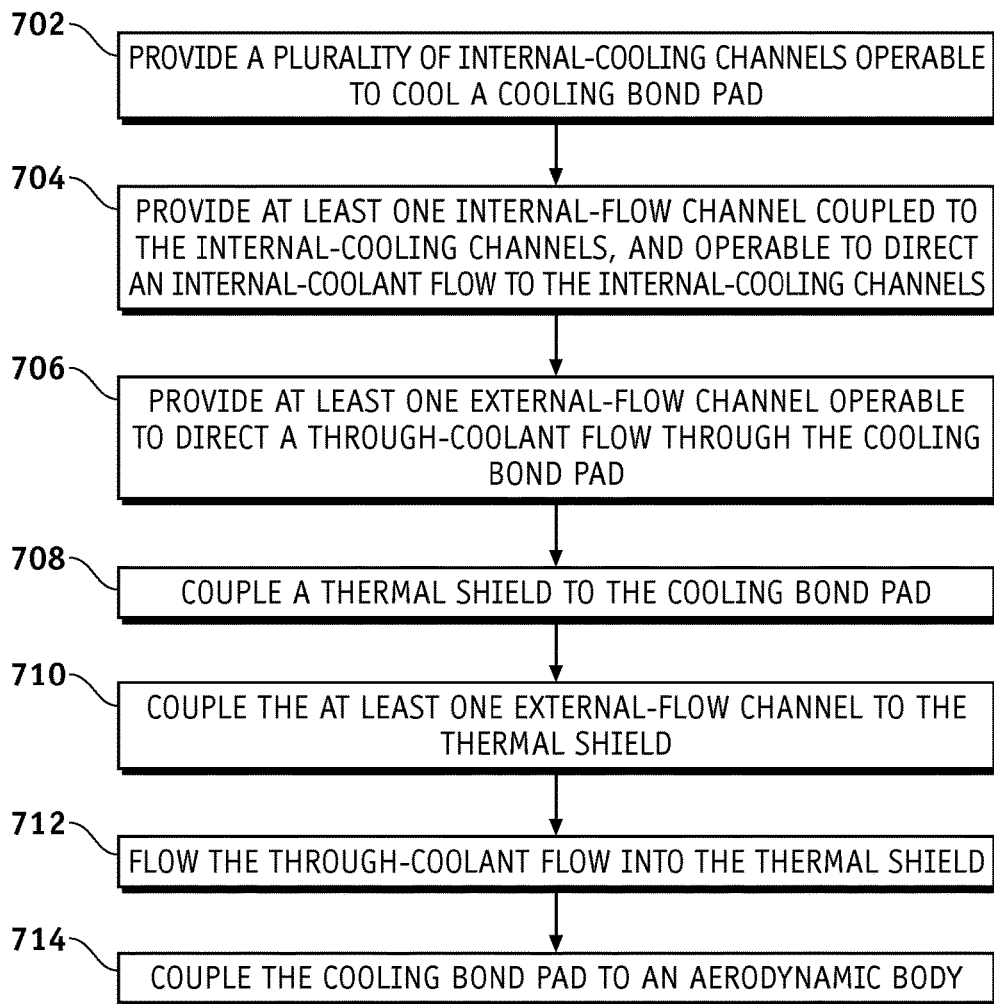 702
PROVIDE A PLURALITY OF INTERNAL-COOLING CHANNELS OPERABLE
TO COOL A COOLING BOND PAD
704
PROVIDE AT LEAST ONE INTERNAL-FLOW CHANNEL COUPLED TO
THE INTERNAL-COOLING CHANNELS, AND OPERABLE TO DIRECT
AN INTERNAL-COOLANT FLOW TO THE INTERNAL-COOLING CHANNELS
706
PROVIDE AT LEAST ONE EXTERNAL-FLOW CHANNEL OPERABLE
TO DIRECT A THROUGH-COOLANT FLOW THROUGH THE COOLING
BOND PAD
708
COUPLE A THERMAL SHIELD TO THE COOLING BOND PAD
710
COUPLE THE AT LEAST ONE EXTERNAL-FLOW CHANNEL TO THE
THERMAL SHIELD
712
FLOW THE THROUGH-COOLANT FLOW INTO THE THERMAL SHIELD
714
COUPLE THE COOLING BOND PAD TO AN AERODYNAMIC BODY